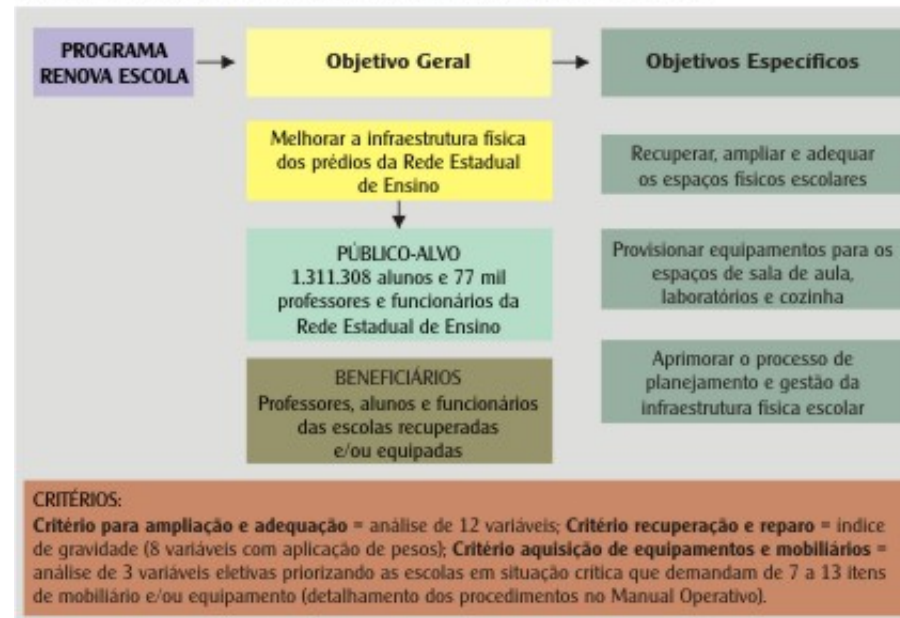 PROGRAMA
RENOVA ESCOLA
Objetivo Geral
Objetivos Específicos
Melhorar a infraestrutura física
dos prédios da Rede Estadual
de Ensino
PÚBLICO-ALVO
1.311.308 alunos e 77 mil
professores e funcionários da
Rede Estadual de Ensino
BENEFICIÁRIOS
Professores, alunos e funcionários
das escolas recuperadas
e/ou equipadas
Recuperar, ampliar e adequar
os espaços físicos escolares
Provisionar equipamentos para os
espaços de sala de aula,
laboratórios e cozinha
Aprimorar o processo de
planejamento e gestão da
infraestrutura física escolar
CRITÉRIOS:
Critério para ampliação e adequação = análise de 12 variáveis; Critério recuperação e reparo = índice
de gravidade (8 variáveis com aplicação de pesos); Critério aquisição de equipamentos e mobiliários =
análise de 3 variáveis eletivas priorizando as escolas em situação crítica que demandam de 7 a 13 itens
de mobiliário e/ou equipamento (detalhamento dos procedimentos no Manual Operativo).